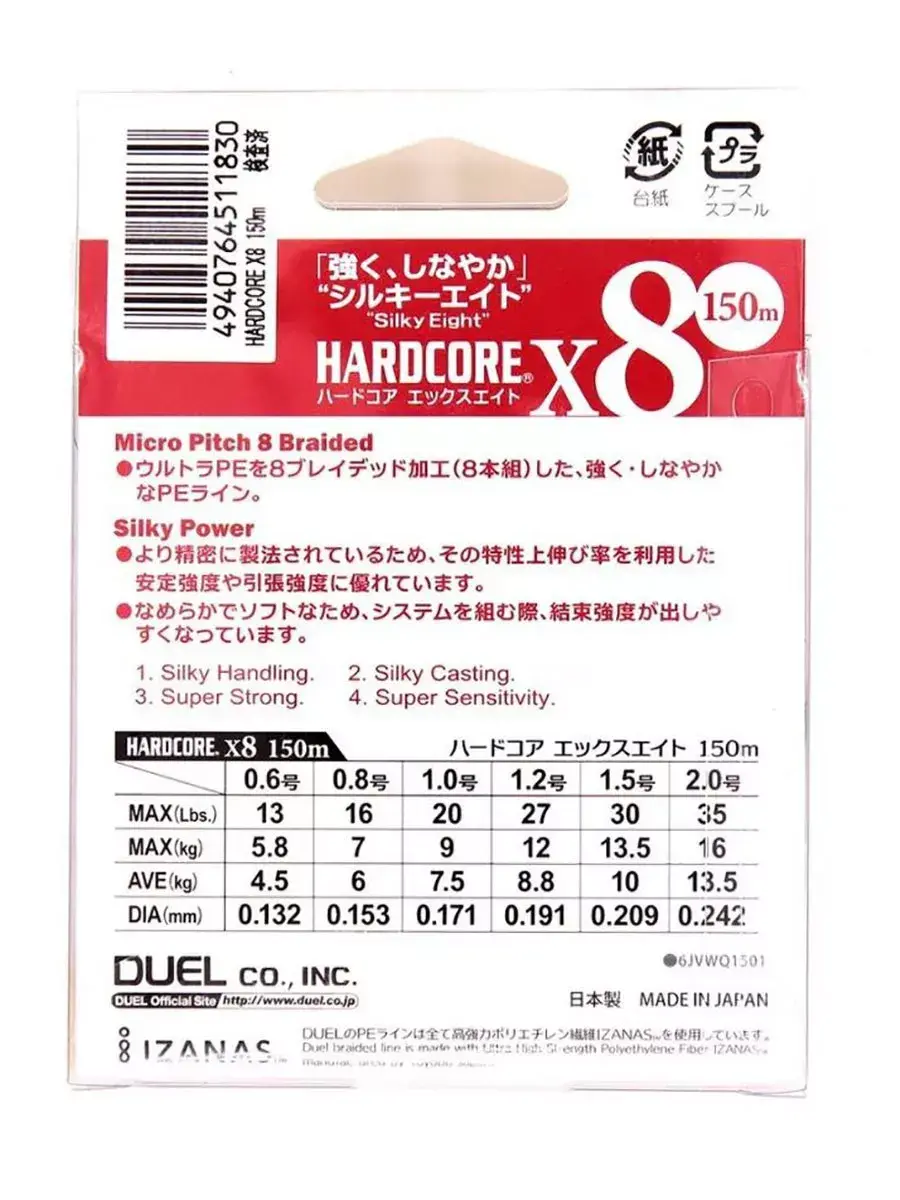 4940764511830
検査済
HARDCORE X8 150m
紙
台紙
プラ
ケース
スプール
「強く、しなやか」
“シルキーエイト”
“Silky Eight”
HARDCORE® X8
ハードコア エックスエイト
150m
Micro Pitch 8 Braided
●ウルトラPEを8ブレイデッド加工(8本組)した、強く・しなやか
なPEライン。
Silky Power
●より精密に製法されているため、その特性上伸び率を利用した
安定強度や引張強度に優れています。
●なめらかでソフトなため、システムを組む際、結束強度が出しや
すくなっています。
1. Silky Handling. 2. Silky Casting.
3. Super Strong. 4. Super Sensitivity.
HARDCORE® X8 150m ハードコア エックスエイト 150m
0.6号 0.8号 1.0号 1.2号 1.5号 2.0号
MAX(Lbs.) 13 16 20 27 30 35
MAX(kg) 5.8 7 9 12 13.5 16
AVE(kg) 4.5 6 7.5 8.8 10 13.5
DIA(mm) 0.132 0.153 0.171 0.191 0.209 0.242
DUEL CO., INC.
●6JVWQ1501
DUEL Official Site http://www.duel.co.jp
日本製 MADE IN JAPAN
IZANAS™
DUELのPEラインは全て高強力ポリエチレン繊維IZANAS™を使用しています。
Duel braided line is made with Ultra High Strength Polyethylene Fiber IZANAS™